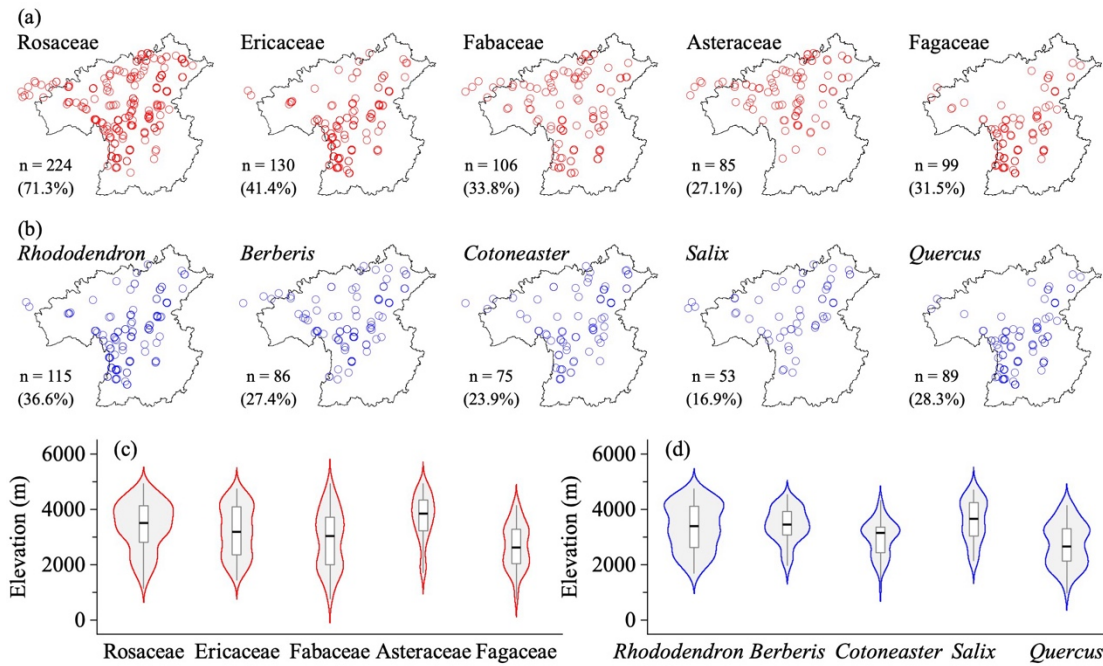 (a)
Rosaceae Ericaceae Fabaceae Asteraceae Fagaceae
n = 224 n = 130 n = 106 n = 85 n = 99
(71.3%) (41.4%) (33.8%) (27.1%) (31.5%)
(b)
Rhododendron Berberis Cotoneaster Salix Quercus
n = 115 n = 86 n = 75 n = 53 n = 89
(36.6%) (27.4%) (23.9%) (16.9%) (28.3%)
(c) (d)
Elevation (m) Elevation (m)
6000 6000
4000 4000
2000 2000
0 0
Rosaceae Ericaceae Fabaceae Asteraceae Fagaceae Rhododendron Berberis Cotoneaster Salix Quercus